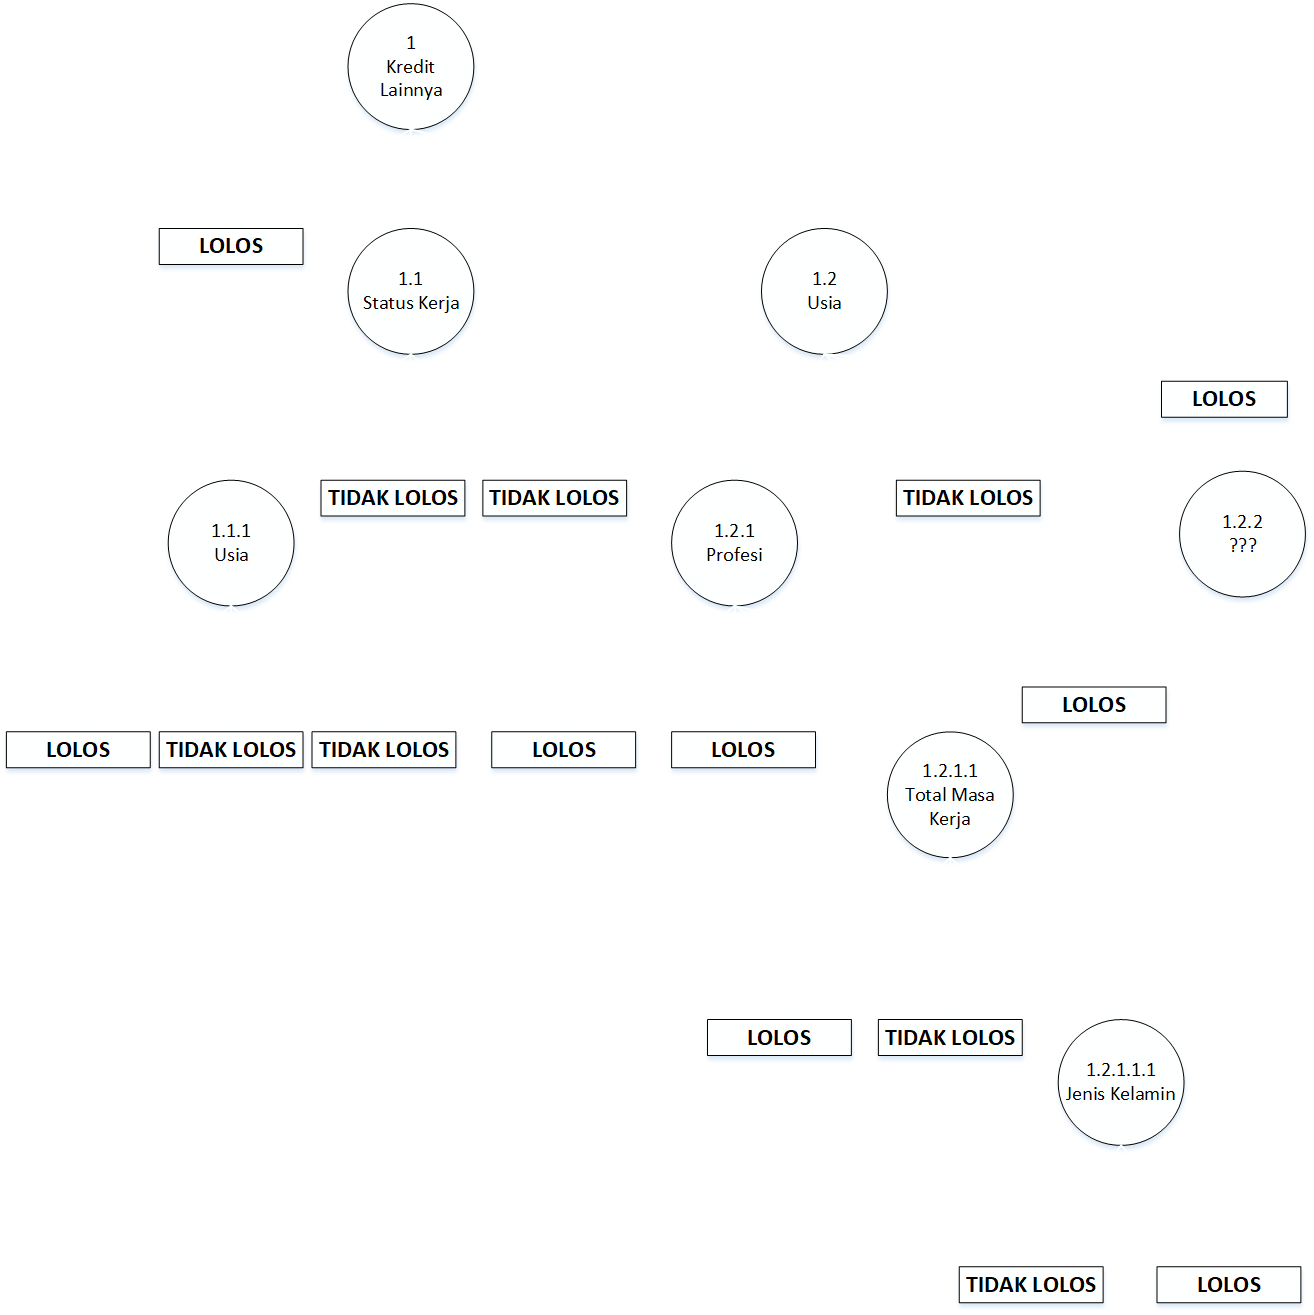 1
Kredit
Lainnya
LOLOS
1.1
Status Kerja
1.2
Usia
LOLOS
1.1.1
Usia
TIDAK LOLOS
TIDAK LOLOS
1.2.1
Profesi
TIDAK LOLOS
1.2.2
???
LOLOS
LOLOS
TIDAK LOLOS
TIDAK LOLOS
LOLOS
LOLOS
1.2.1.1
Total Masa
Kerja
LOLOS
TIDAK LOLOS
1.2.1.1.1
Jenis Kelamin
TIDAK LOLOS
LOLOS